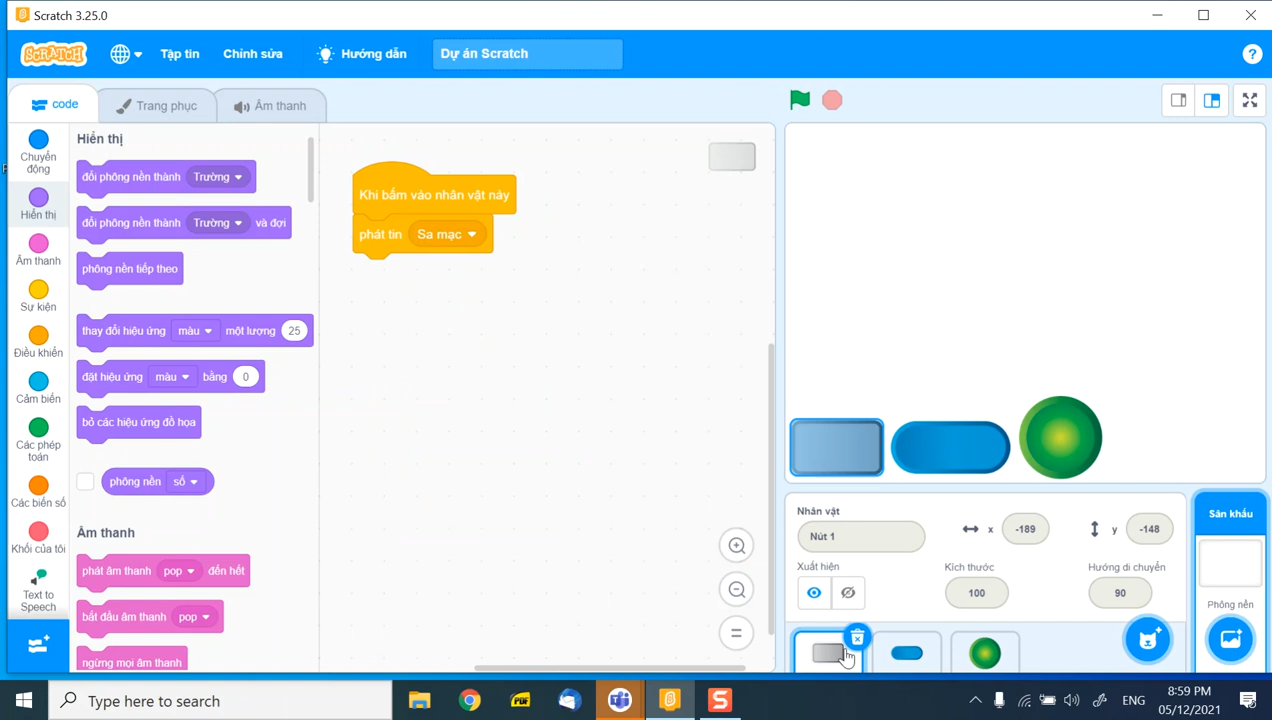 Scratch 3.25.0
SCRATCH
Tập tin
Chỉnh sửa
Hướng dẫn
Dự án Scratch
?
code
Trang phục
Âm thanh
Chuyển động
Hiển thị
Âm thanh
Sự kiện
Điều khiển
Cảm biến
Các phép toán
Các biến số
Khối của tôi
Text to Speech
Hiển thị
đổi phông nền thành Trường
đổi phông nền thành Trường và đợi
phông nền tiếp theo
thay đổi hiệu ứng màu một lượng 25
đặt hiệu ứng màu bằng 0
bỏ các hiệu ứng đồ họa
phông nền số
Âm thanh
phát âm thanh pop đến hết
bắt đầu âm thanh pop
ngừng mọi âm thanh
Khi bấm vào nhân vật này
phát tin Sa mạc
Nhân vật
Nút 1
x -189
y -148
Xuất hiện
Kích thước
100
Hướng di chuyển
90
Sân khấu
Phông nền
Type here to search
PDF
S
ENG
8:59 PM
05/12/2021